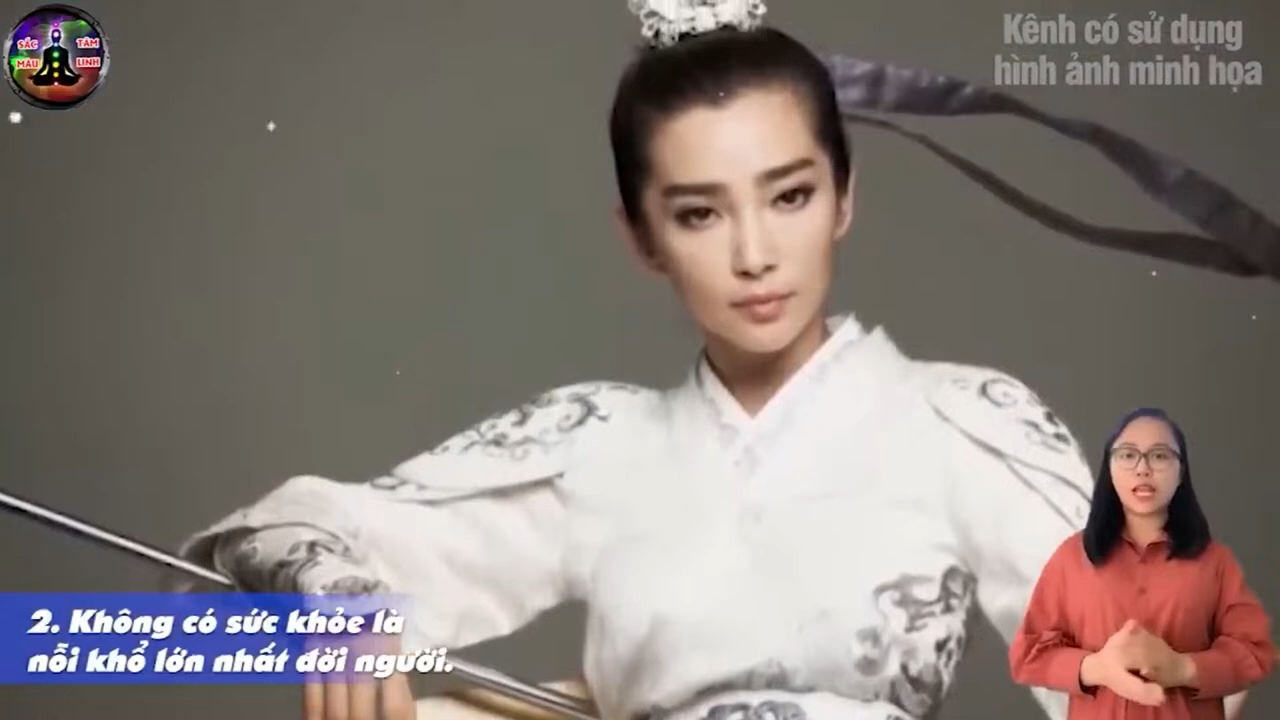 SẮC
MÀU
TÂM
LINH
Kênh có sử dụng
hình ảnh minh họa
2. Không có sức khỏe là
nỗi khổ lớn nhất đời người.